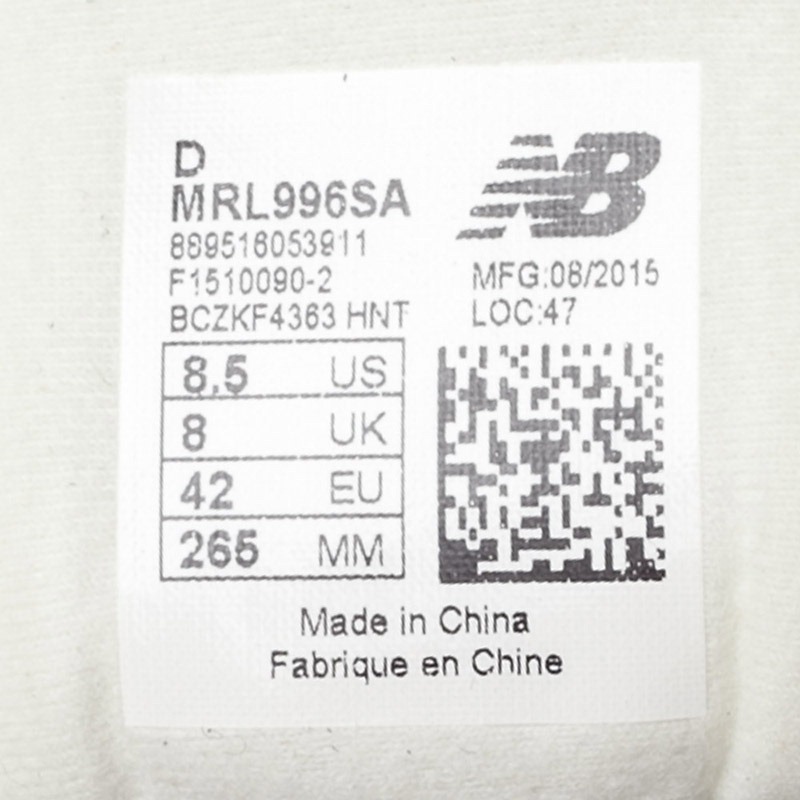 D
MRL996SA
NB
889516053911
F1510090-2
MFG:08/2015
BCZKF4363 HNT
LOC:47
8.5 US
8 UK
42 EU
265 MM
Made in China
Fabrique en Chine